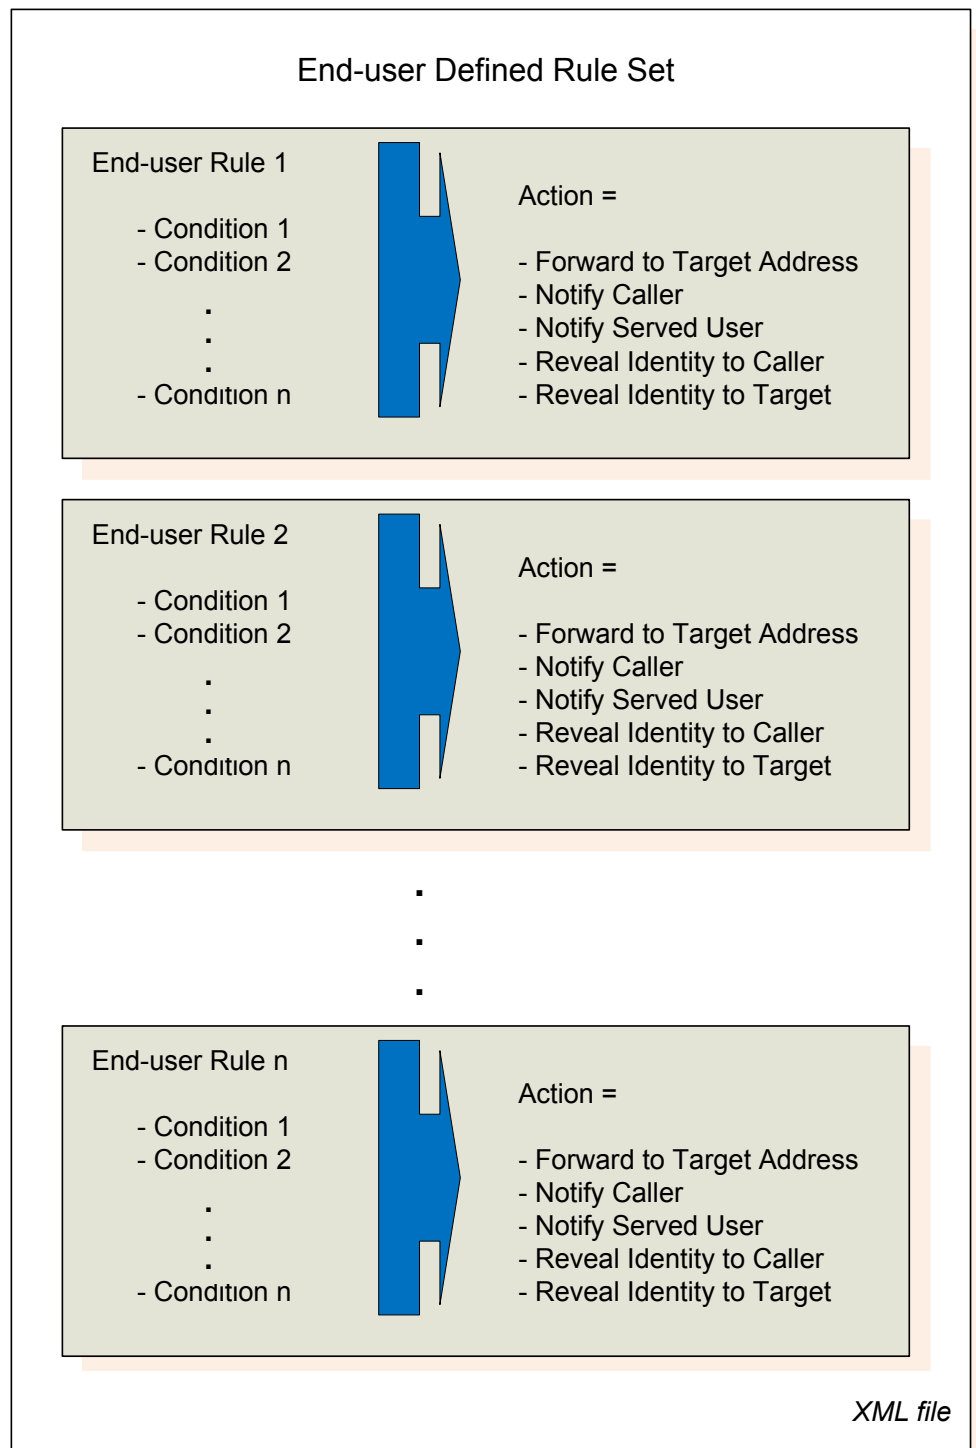 End-user Defined Rule Set
End-user Rule 1
- Condition 1
- Condition 2
.
.
.
- Condition n
Action =
- Forward to Target Address
- Notify Caller
- Notify Served User
- Reveal Identity to Caller
- Reveal Identity to Target
End-user Rule 2
- Condition 1
- Condition 2
.
.
.
- Condition n
Action =
- Forward to Target Address
- Notify Caller
- Notify Served User
- Reveal Identity to Caller
- Reveal Identity to Target
.
.
.
End-user Rule n
- Condition 1
- Condition 2
.
.
.
- Condition n
Action =
- Forward to Target Address
- Notify Caller
- Notify Served User
- Reveal Identity to Caller
- Reveal Identity to Target
XML file